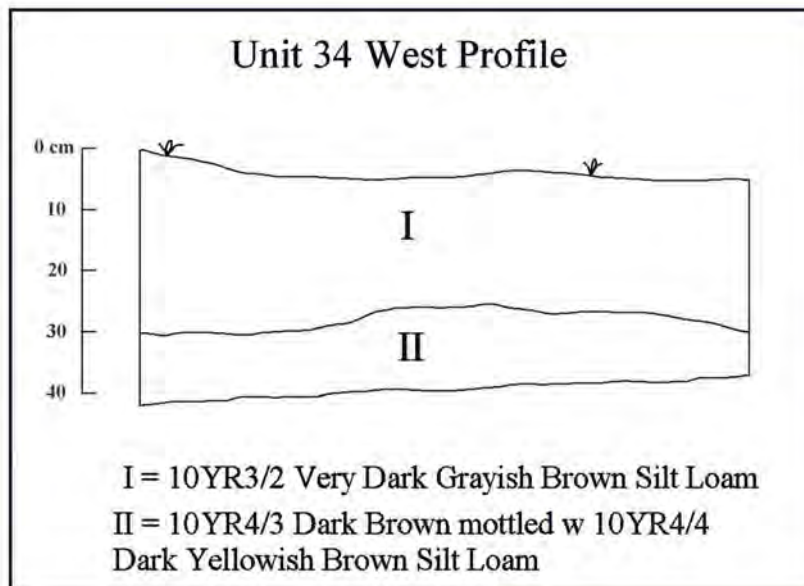 Unit 34 West Profile
0 cm
10
20
30
40
I
II
I = 10YR3/2 Very Dark Grayish Brown Silt Loam
II = 10YR4/3 Dark Brown mottled w 10YR4/4
Dark Yellowish Brown Silt Loam